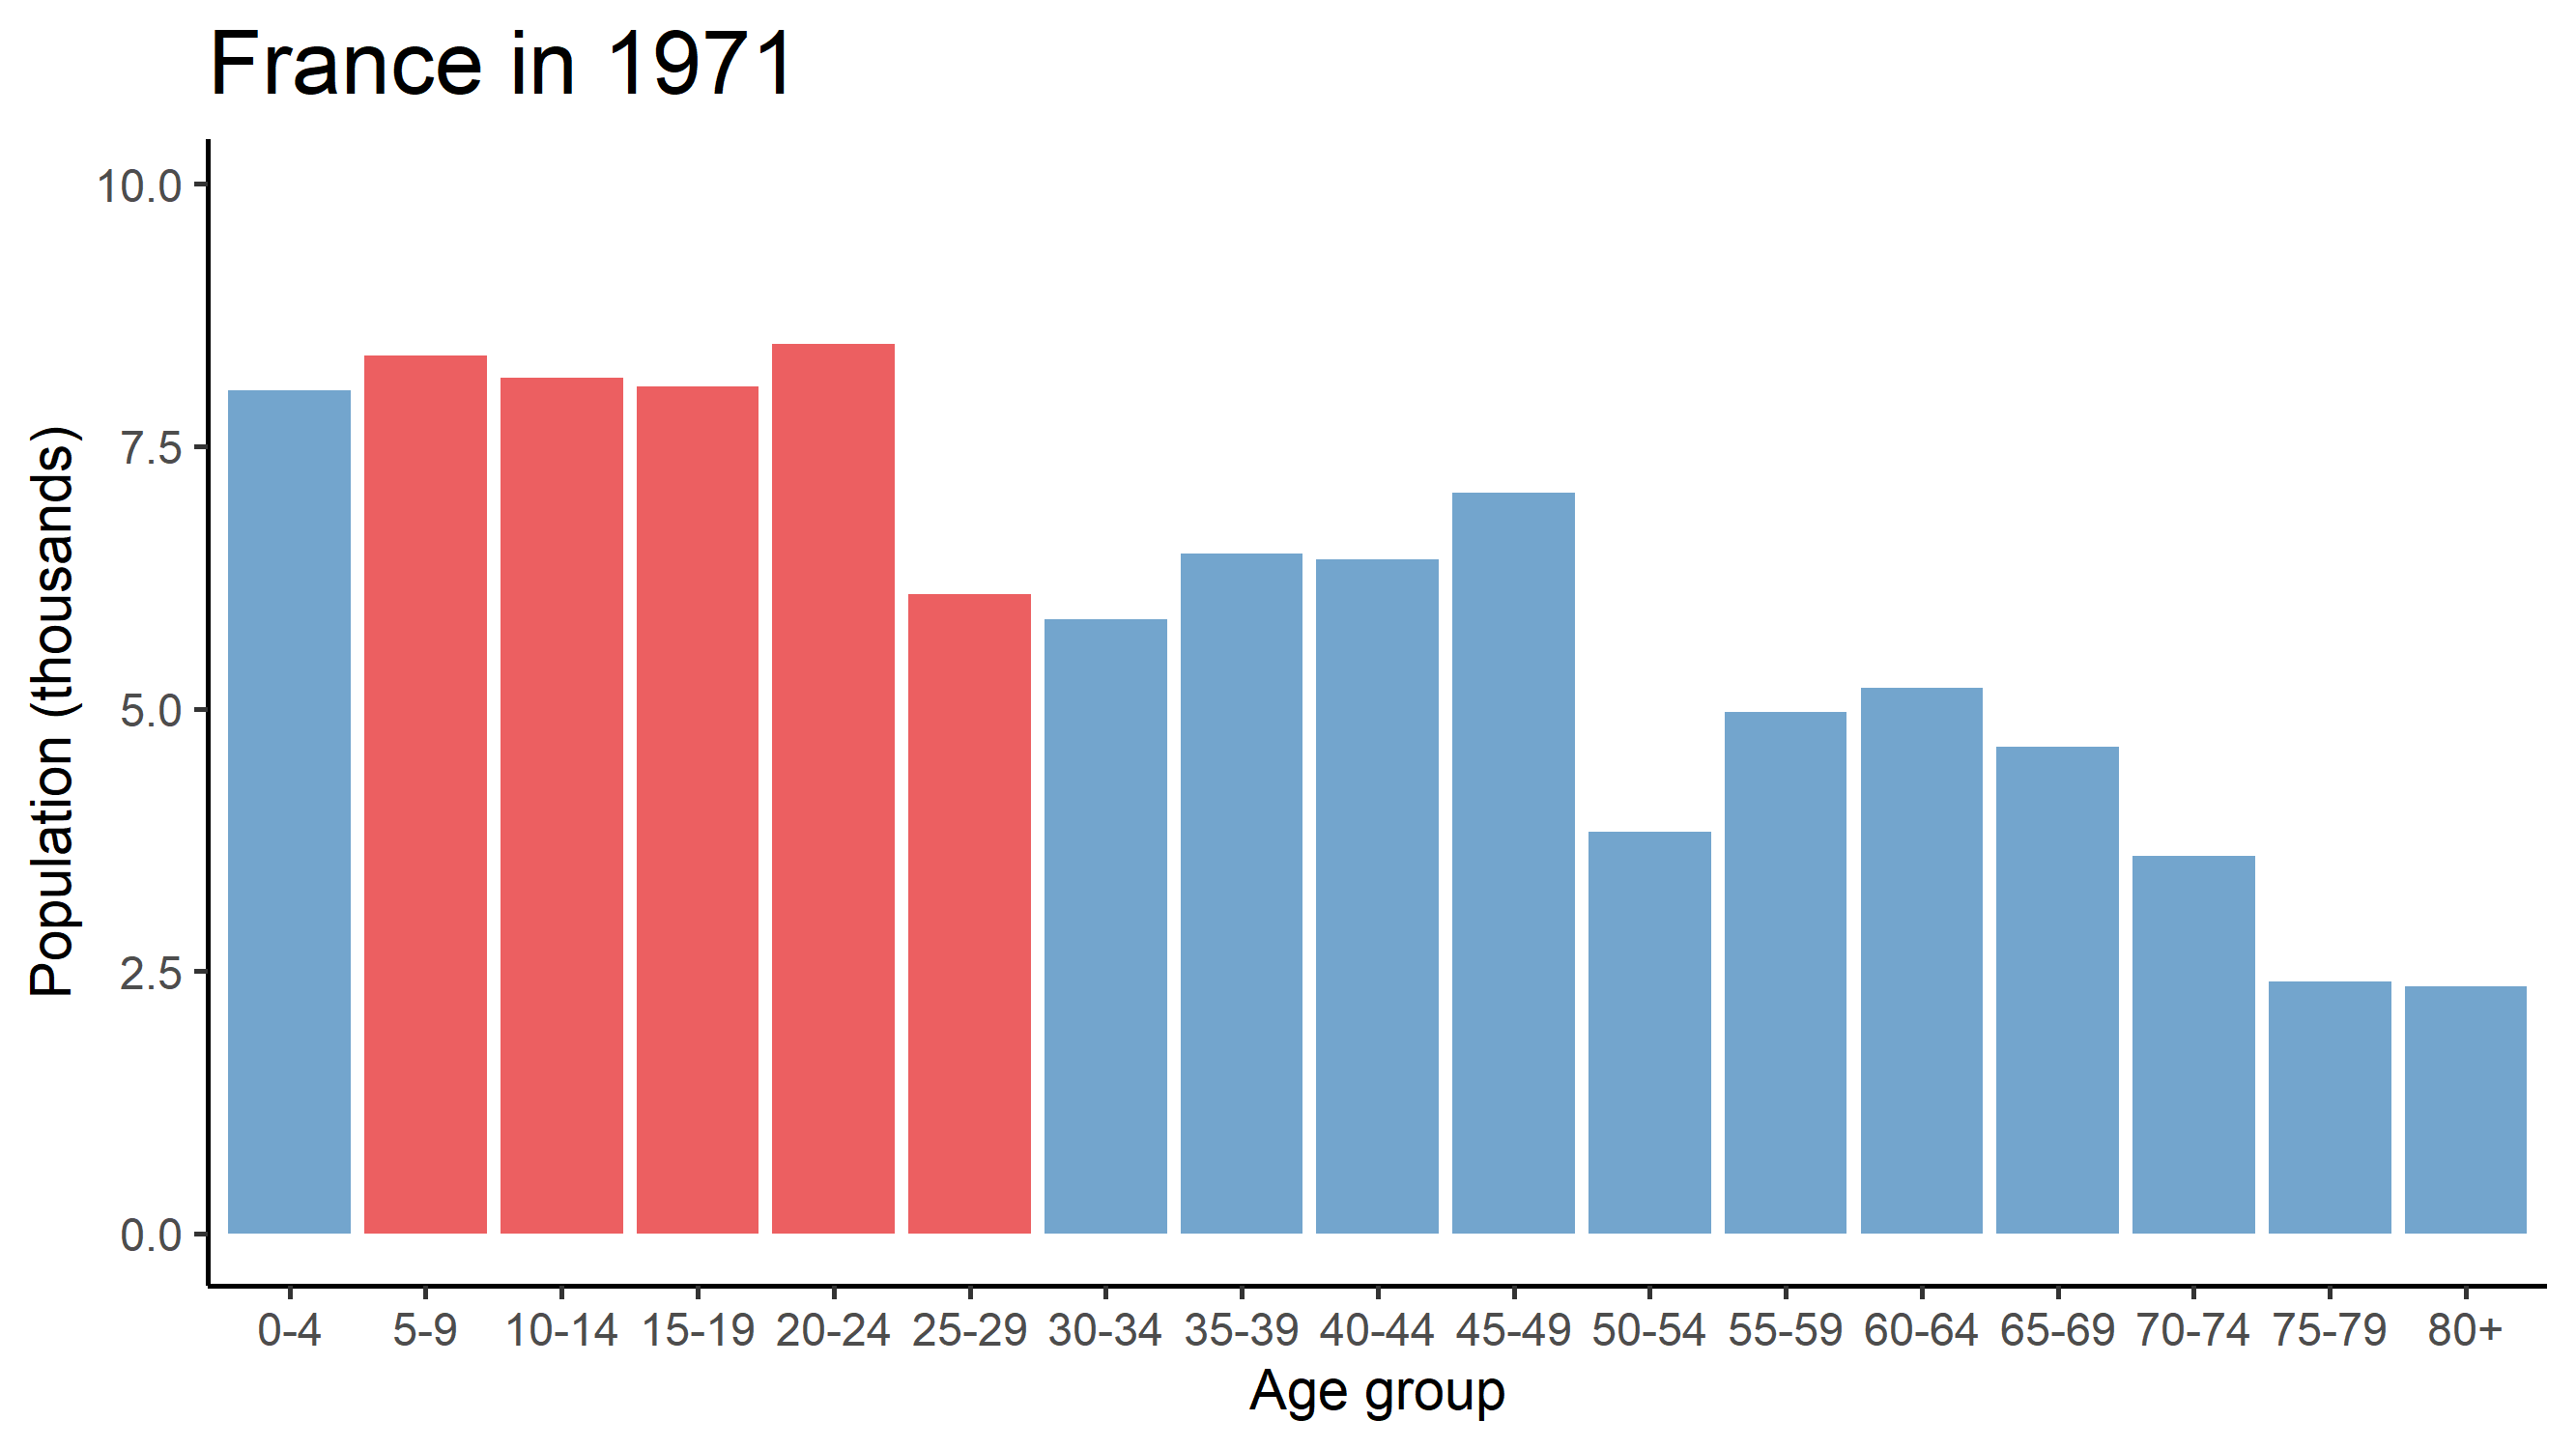 France in 1971
Population (thousands)
10.0
7.5
5.0
2.5
0.0
0-4 5-9 10-14 15-19 20-24 25-29 30-34 35-39 40-44 45-49 50-54 55-59 60-64 65-69 70-74 75-79 80+
Age group